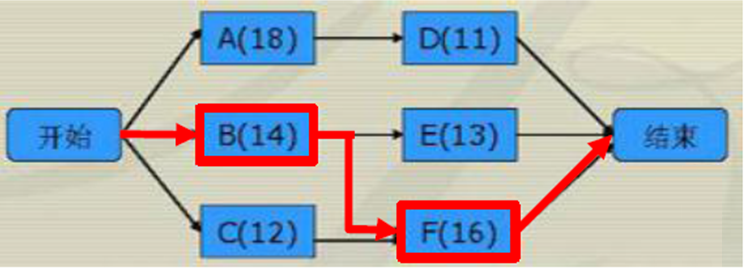 A(18) D(11)
开始 B(14) E(13) 结束
C(12) F(16)